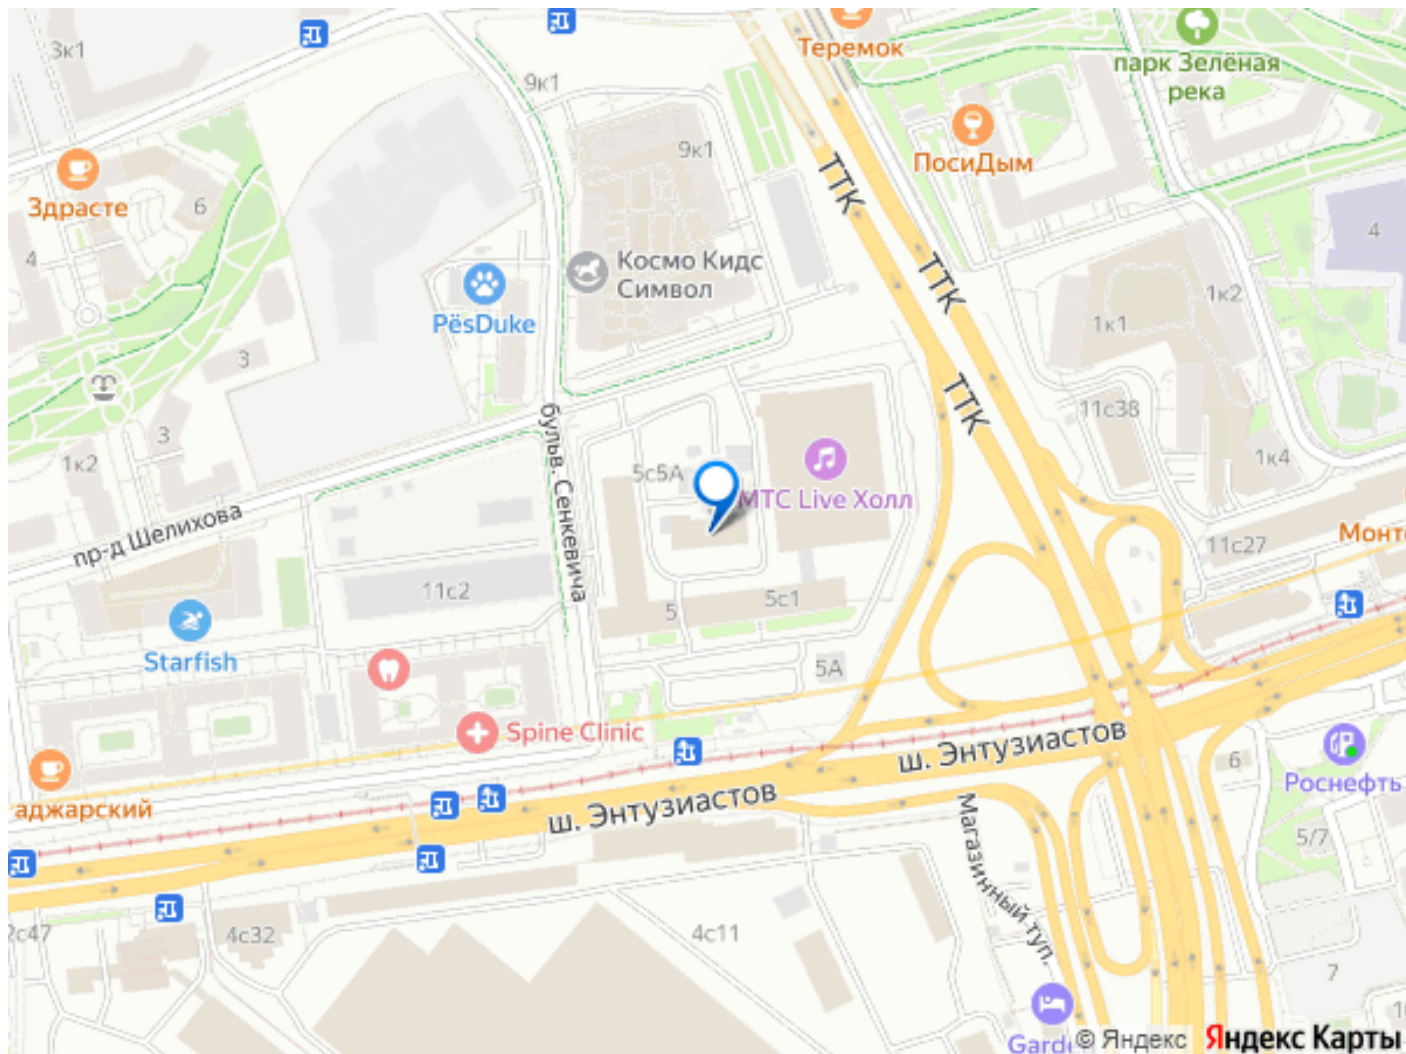 3к1
9к1
Теремок
парк Зелёная
река
9к1
ПосиДым
ТТК
Здрасте
6
4
4
Космо Кидс
Символ
ТТК
1к2
PёsDuke
1к1
3
ТТК
11с38
бульв. Сенкевича
3
1к2
5с5А
1к4
МТС Live Холл
пр-д Шелихова
11с27
11с2
5с1
5
Starfish
5А
Spine Clinic
ш. Энтузиастов
6
Роснефть
аджарский
ш. Энтузиастов
Магазинный туп.
5/7
2с47
4с32
4с11
7
10
Gard
© Яндекс
Яндекс Карты